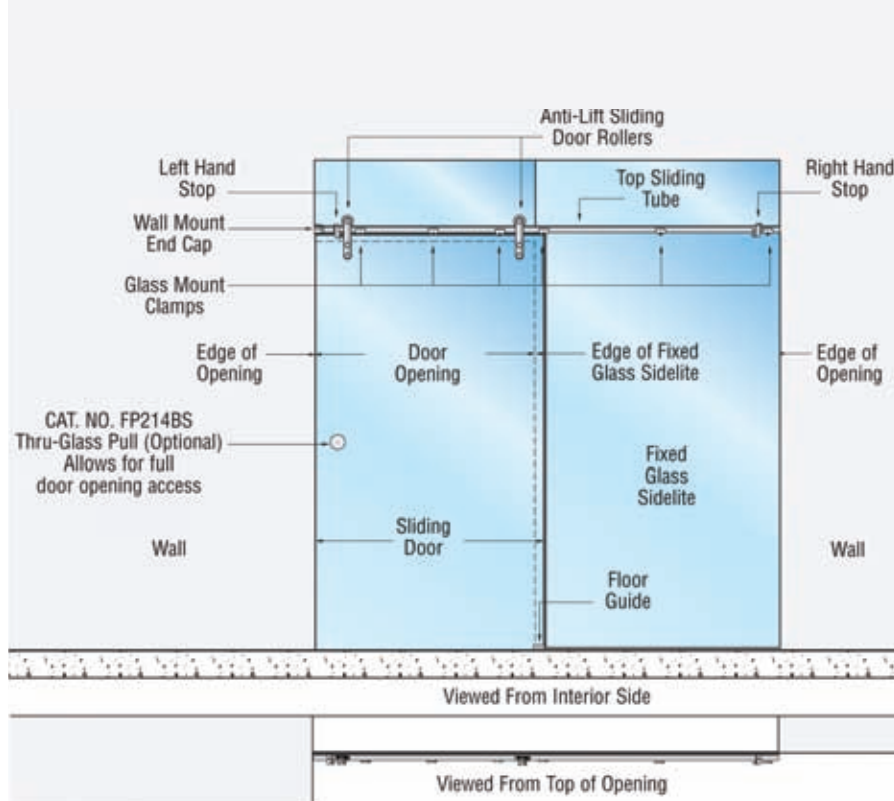 Anti-Lift Sliding
Door Rollers
Left Hand
Stop
Top Sliding
Tube
Right Hand
Stop
Wall Mount
End Cap
Glass Mount
Clamps
Edge of
Opening
Door
Opening
Edge of Fixed
Glass Sidelite
Edge of
Opening
CAT. NO. FP214BS
Thru-Glass Pull (Optional)
Allows for full
door opening access
Fixed
Glass
Sidelite
Wall
Sliding
Door
Wall
Floor
Guide
Viewed From Interior Side
Viewed From Top of Opening